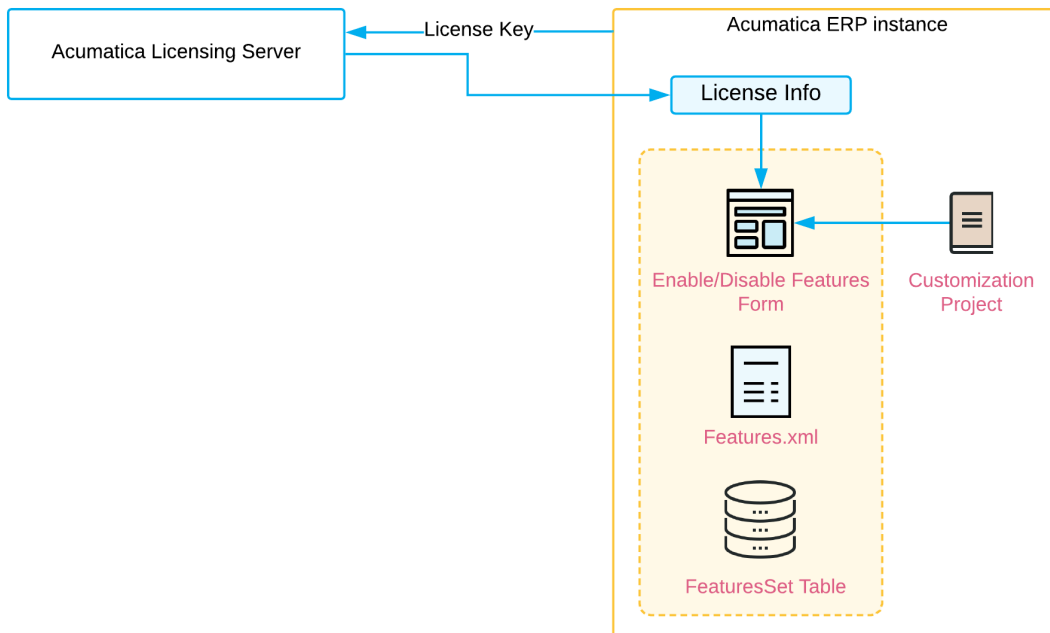 Acumatica ERP instance
License Key
Acumatica Licensing Server
License Info
Enable/Disable Features
Form
Customization
Project
Features.xml
FeaturesSet Table